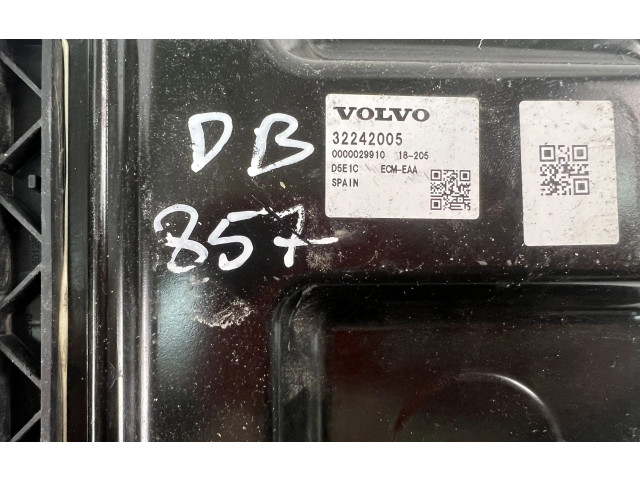 DB
857-
VOLVO
32242005
0000029910 18-205
D5E1C ECM-EAA
SPAIN